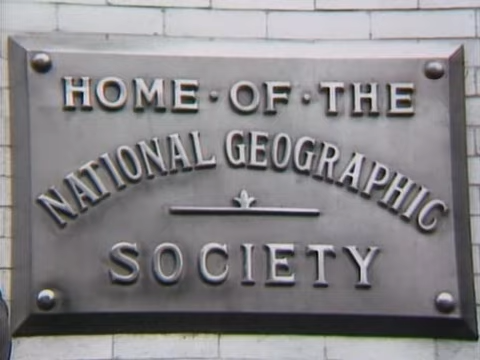 HOME · OF · THE
NATIONAL GEOGRAPHIC
SOCIETY